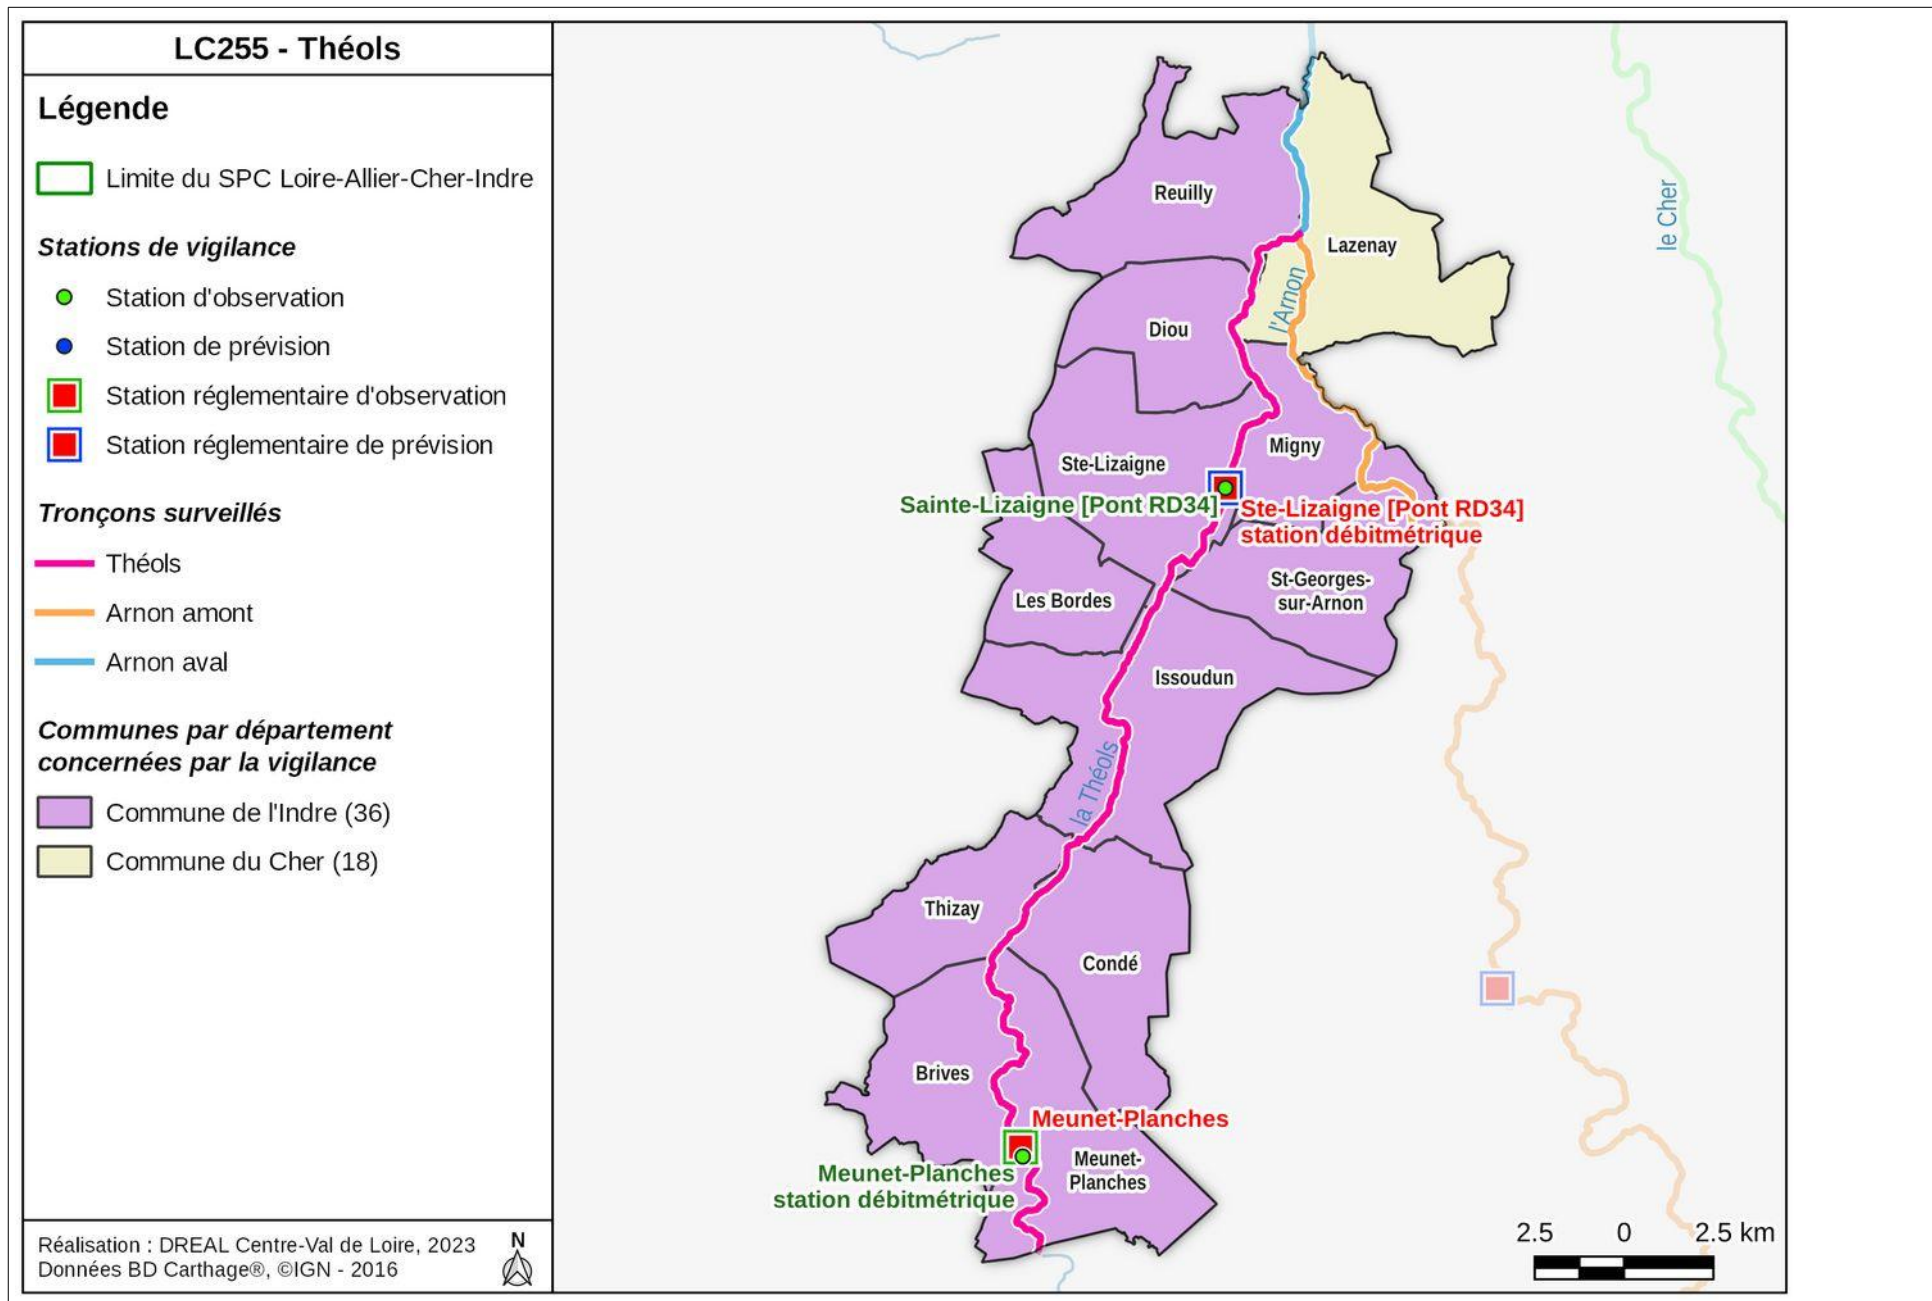 LC255 - Théols
Légende
Limite du SPC Loire-Allier-Cher-Indre
Stations de vigilance
Station d'observation
Station de prévision
Station réglementaire d'observation
Station réglementaire de prévision
Tronçons surveillés
Théols
Arnon amont
Arnon aval
Communes par département
concernées par la vigilance
Commune de l'Indre (36)
Commune du Cher (18)
Réalisation : DREAL Centre-Val de Loire, 2023
Données BD Carthage®, ©IGN - 2016
N
Reuilly
le Cher
Lazenay
l'Arnon
Diou
Migny
Ste-Lizaigne
Sainte-Lizaigne [Pont RD34]
Ste-Lizaigne [Pont RD34]
station débitmétrique
St-Georges-
sur-Arnon
Les Bordes
Issoudun
la Théols
Thizay
Condé
Brives
Meunet-Planches
Meunet-
Planches
Meunet-Planches
station débitmétrique
2.5 0 2.5 km